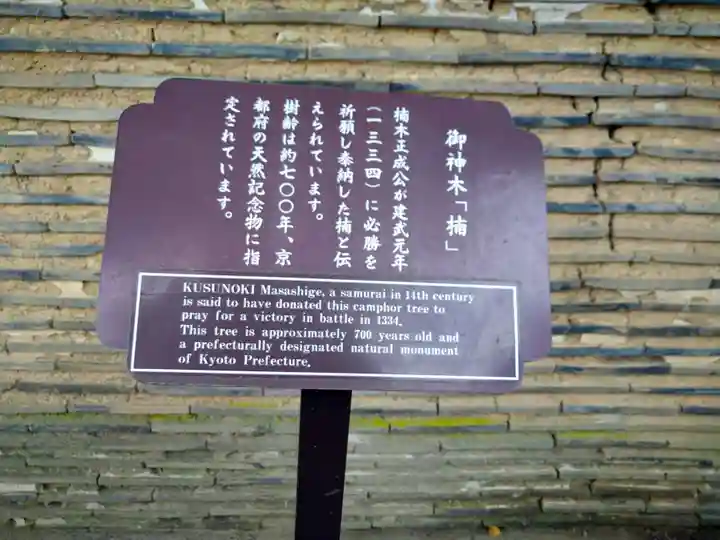 御神木「楠」
楠木正成公が建武元年
（一三三四）に必勝を
祈願し奉納した楠と伝
えられています。
樹齢は約七〇〇年、京
都府の天然記念物に指
定されています。
KUSUNOKI Masashige, a samurai in 14th century
is said to have donated this camphor tree to
pray for a victory in battle in 1334.
This tree is approximately 700 years old and
a prefecturally designated natural monument
of Kyoto Prefecture.